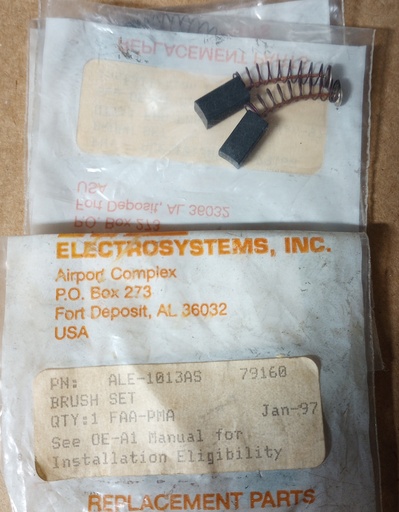 REPLACEMENT PARTS
USA
Fort Deposit, AL 36032
P.O. Box 273
ELECTROSYSTEMS, INC.
Airport Complex
P.O. Box 273
Fort Deposit, AL 36032
USA
PN: ALE-1013AS 79160
BRUSH SET
QTY:1 FAA-PMA Jan-97
See OE-A1 Manual for
Installation Eligibility
REPLACEMENT PARTS